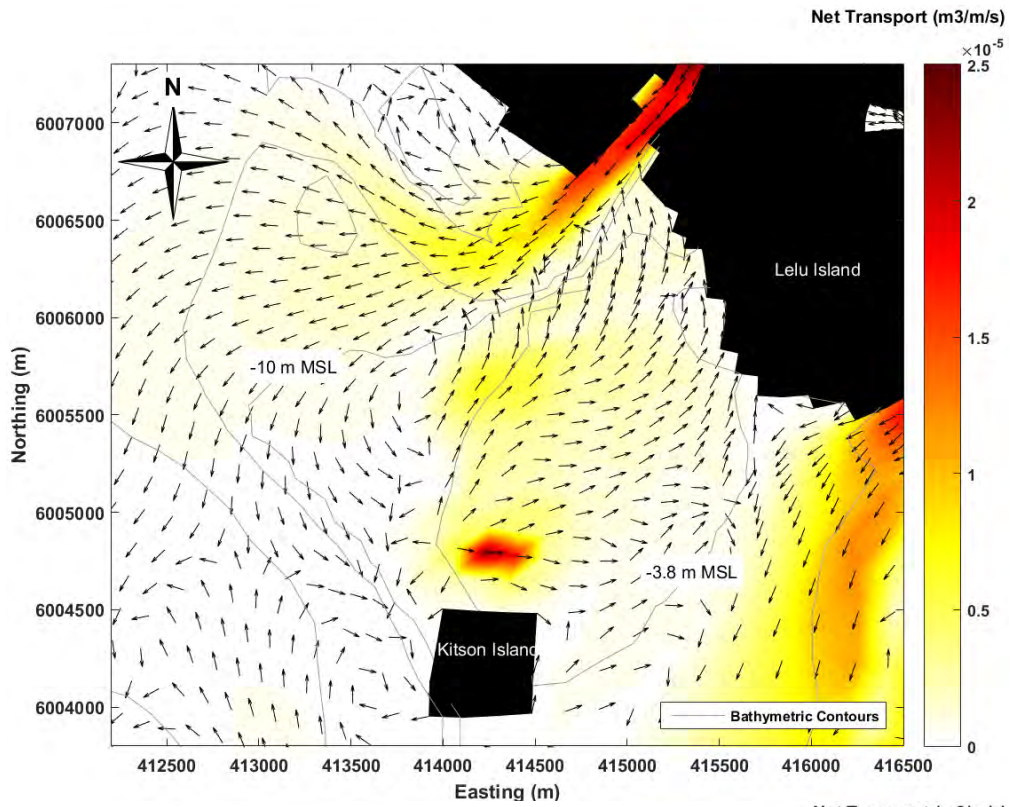 Net Transport (m3/m/s)
×10⁻⁵
2.5
2
1.5
1
0.5
0
N
6007000
6006500
6006000
6005500
6005000
6004500
6004000
Northing (m)
Lelu Island
-10 m MSL
-3.8 m MSL
Kitson Island
Bathymetric Contours
412500 413000 413500 414000 414500 415000 415500 416000 416500
Easting (m)